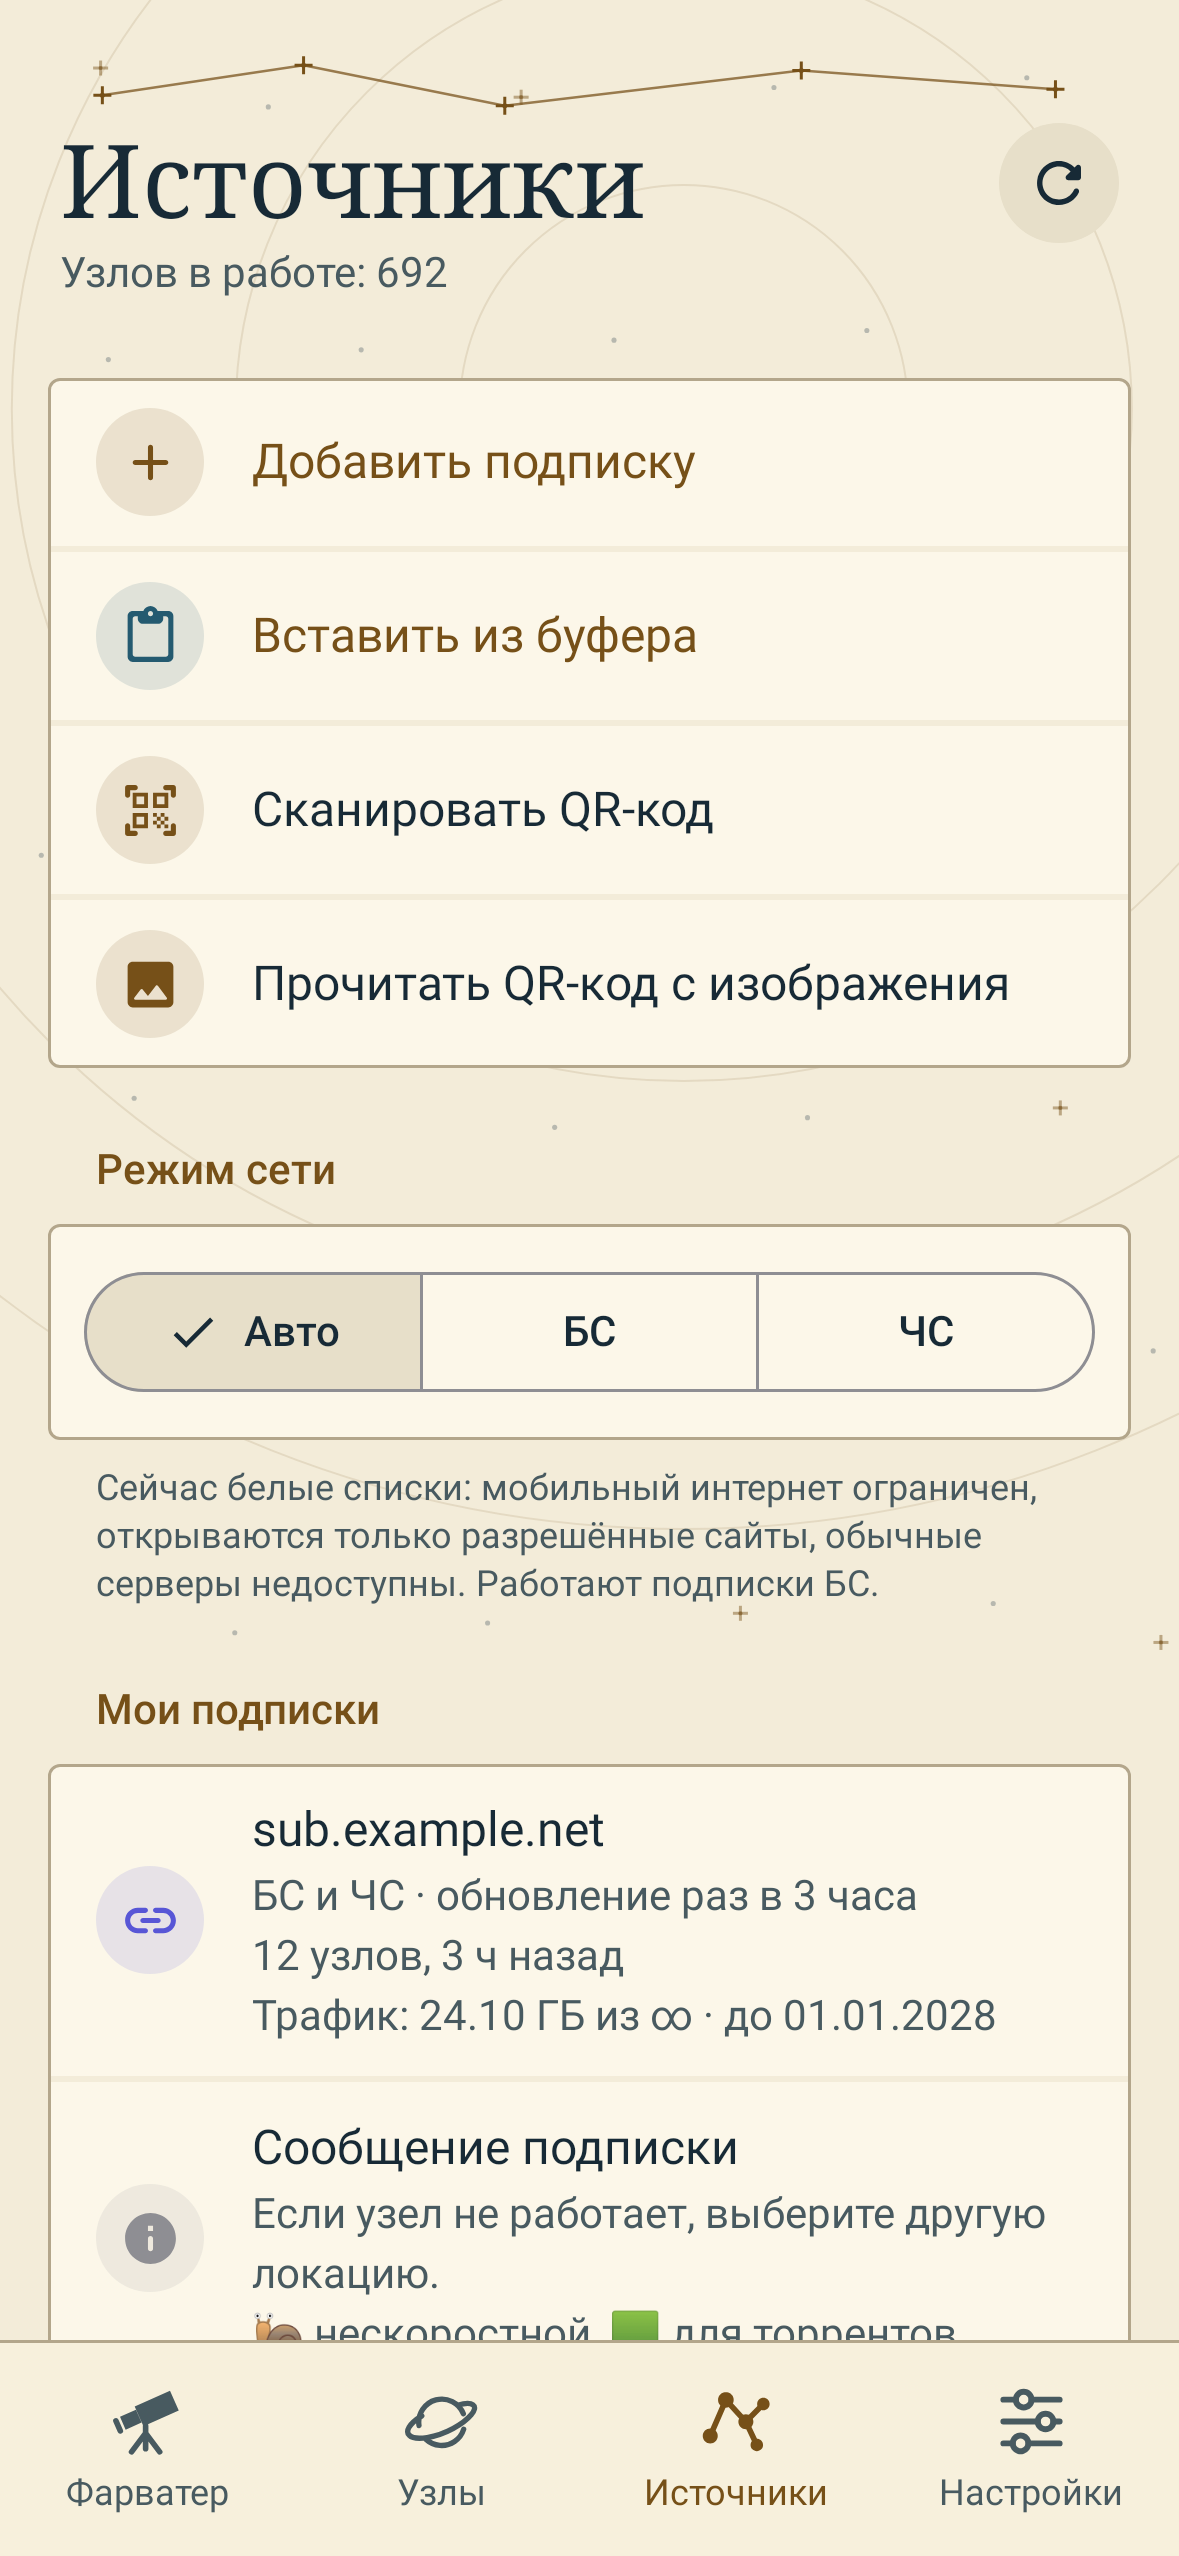 Источники
Узлов в работе: 692
Добавить подписку
Вставить из буфера
Сканировать QR-код
Прочитать QR-код с изображения
Режим сети
Авто
БС
ЧС
Сейчас белые списки: мобильный интернет ограничен,
открываются только разрешённые сайты, обычные
серверы недоступны. Работают подписки БС.
Мои подписки
sub.example.net
БС и ЧС · обновление раз в 3 часа
12 узлов, 3 ч назад
Трафик: 24.10 ГБ из ∞ · до 01.01.2028
Сообщение подписки
Если узел не работает, выберите другую
локацию.
🐌 нескоростной 🟩 для торрентов
Фарватер
Узлы
Источники
Настройки